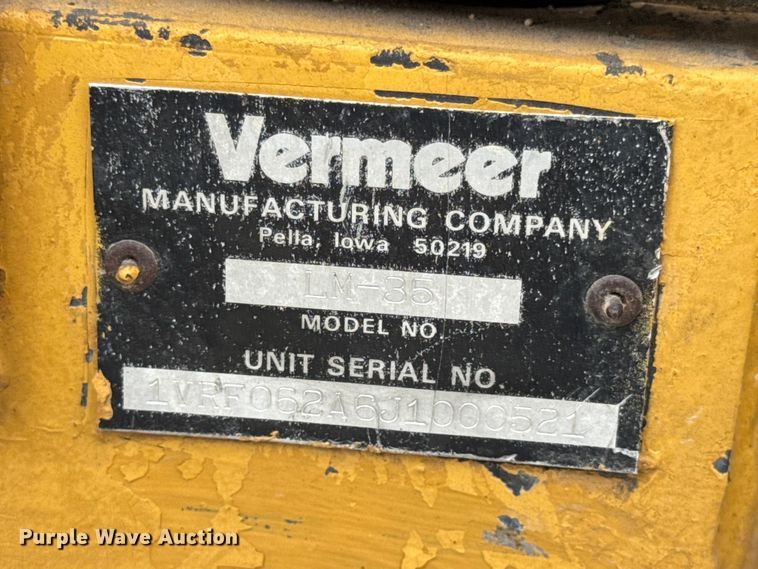 Vermeer
MANUFACTURING COMPANY
Pella, Iowa 50219
LM-35
MODEL NO
UNIT SERIAL NO.
1VRF052A6J1000521
Purple Wave Auction